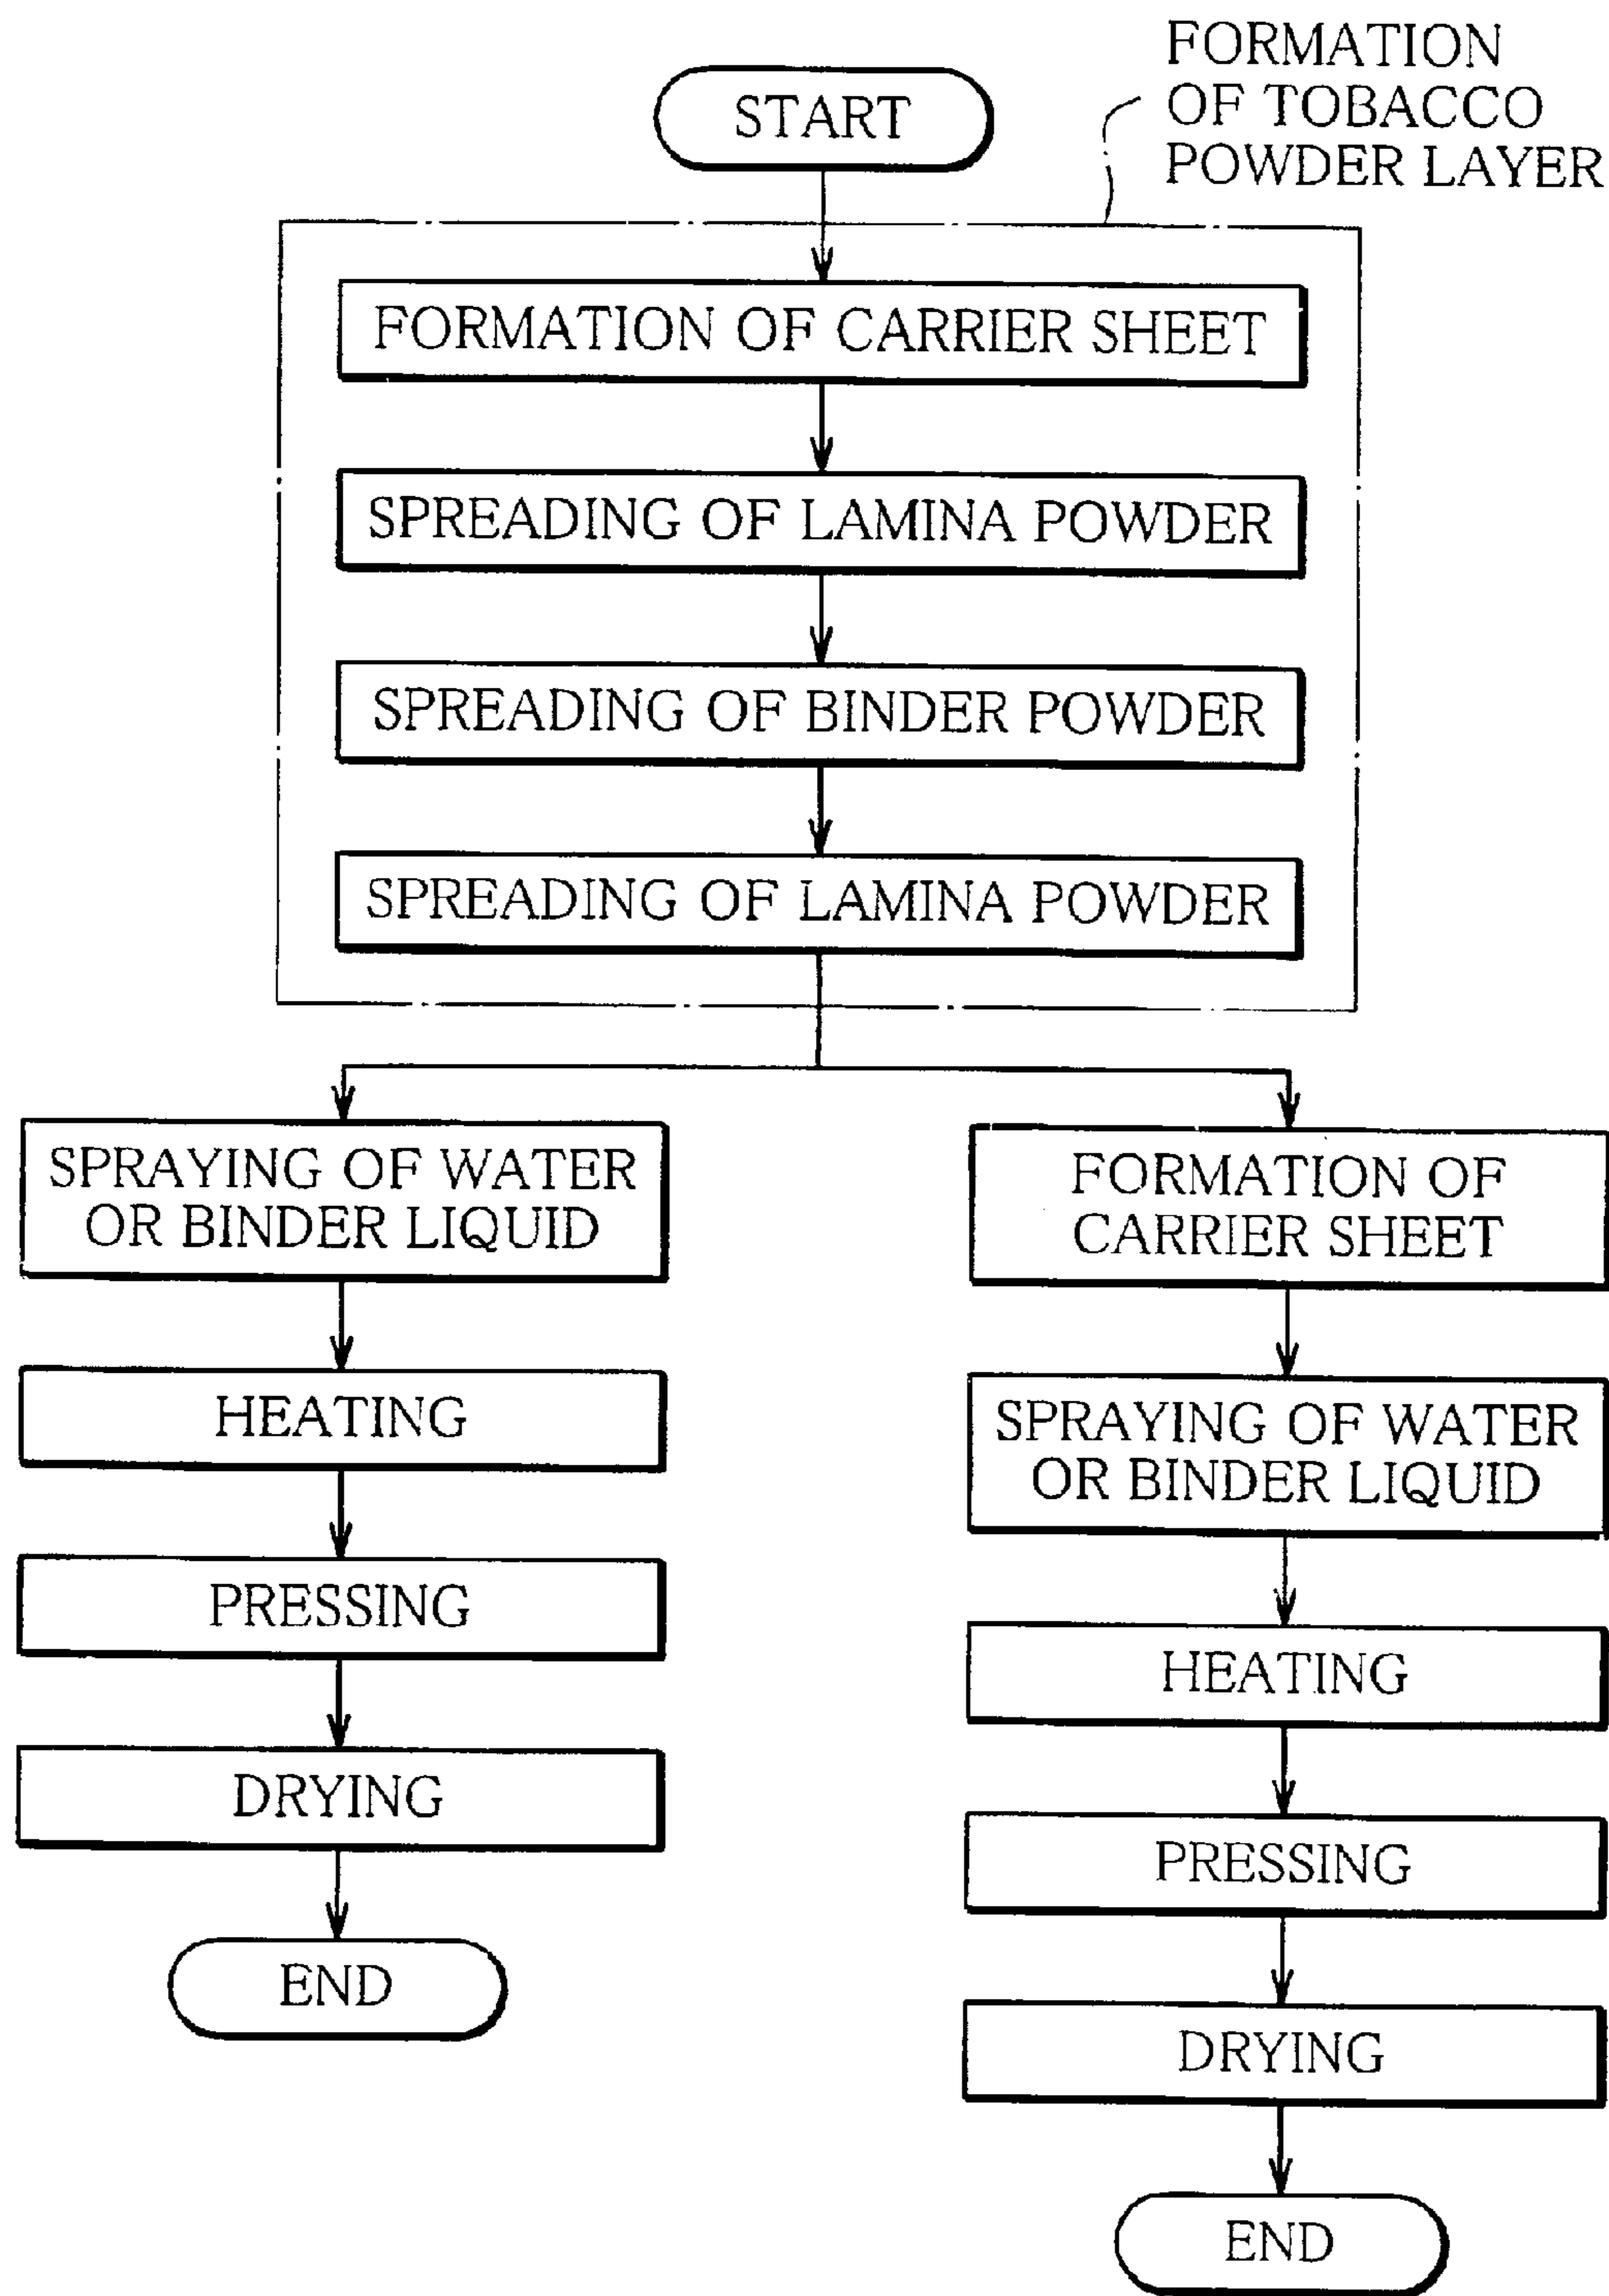 FORMATION
OF TOBACCO
POWDER LAYER
START
FORMATION OF CARRIER SHEET
SPREADING OF LAMINA POWDER
SPREADING OF BINDER POWDER
SPREADING OF LAMINA POWDER
SPRAYING OF WATER
OR BINDER LIQUID
HEATING
PRESSING
DRYING
END
FORMATION OF
CARRIER SHEET
SPRAYING OF WATER
OR BINDER LIQUID
HEATING
PRESSING
DRYING
END